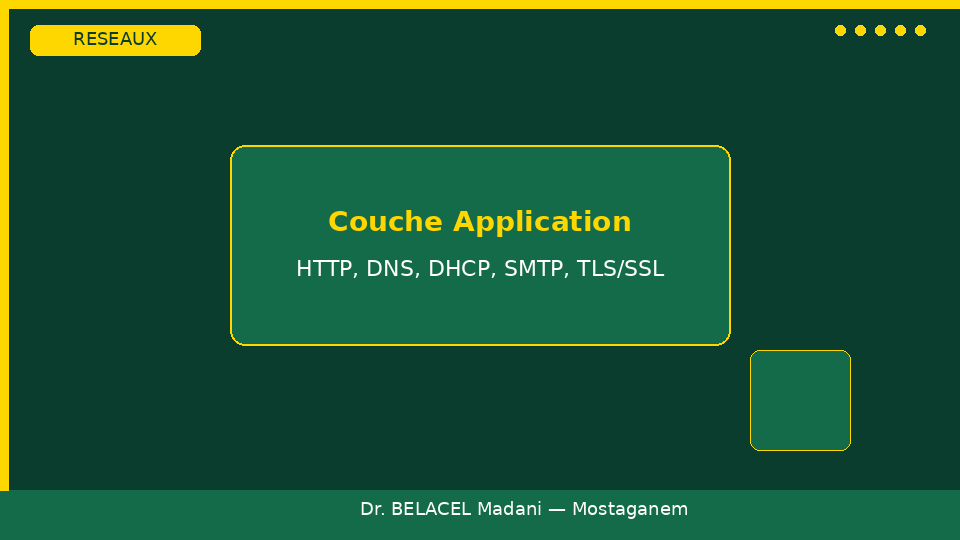 RESEAUX
Couche Application
HTTP, DNS, DHCP, SMTP, TLS/SSL
Dr. BELACEL Madani — Mostaganem